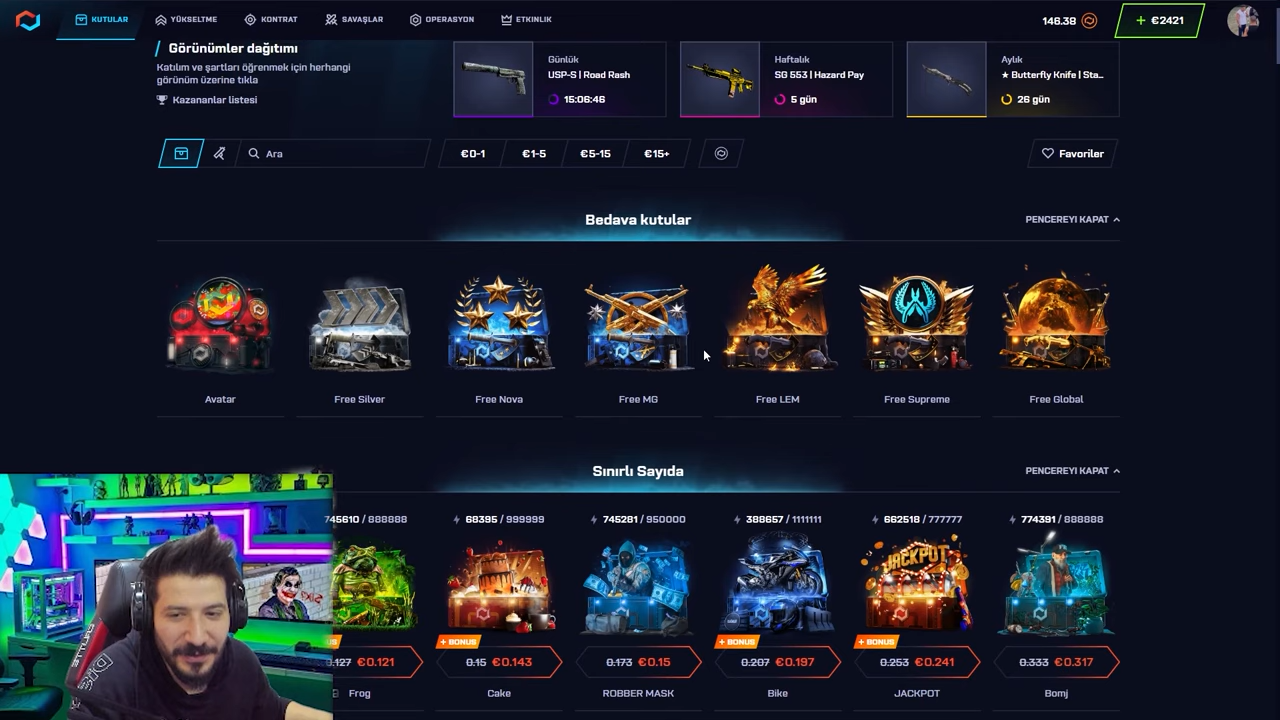 KUTULAR
YÜKSELTME
KONTRAT
SAVAŞLAR
OPERASYON
ETKINLIK
146.38
+ €2421
Görünümler dağıtımı
Katılım ve şartları öğrenmek için herhangi
görünüm üzerine tıkla
Kazananlar listesi
Günlük
USP-S | Road Rash
15:06:46
Haftalık
SG 553 | Hazard Pay
5 gün
Aylık
★ Butterfly Knife | Sta...
26 gün
Ara
€0-1
€1-5
€5-15
€15+
Favoriler
Bedava kutular
PENCEREYI KAPAT
Avatar
Free Silver
Free Nova
Free MG
Free LEM
Free Supreme
Free Global
Sınırlı Sayıda
PENCEREYI KAPAT
745610 / 888888
68395 / 999999
745281 / 950000
388657 / 1111111
662518 / 777777
774391 / 888888
JACKPOT
+ BONUS
+ BONUS
+ BONUS
€0.121
0.15 €0.143
0.173 €0.15
0.207 €0.197
0.253 €0.241
0.333 €0.317
Frog
Cake
ROBBER MASK
Bike
JACKPOT
Bomj